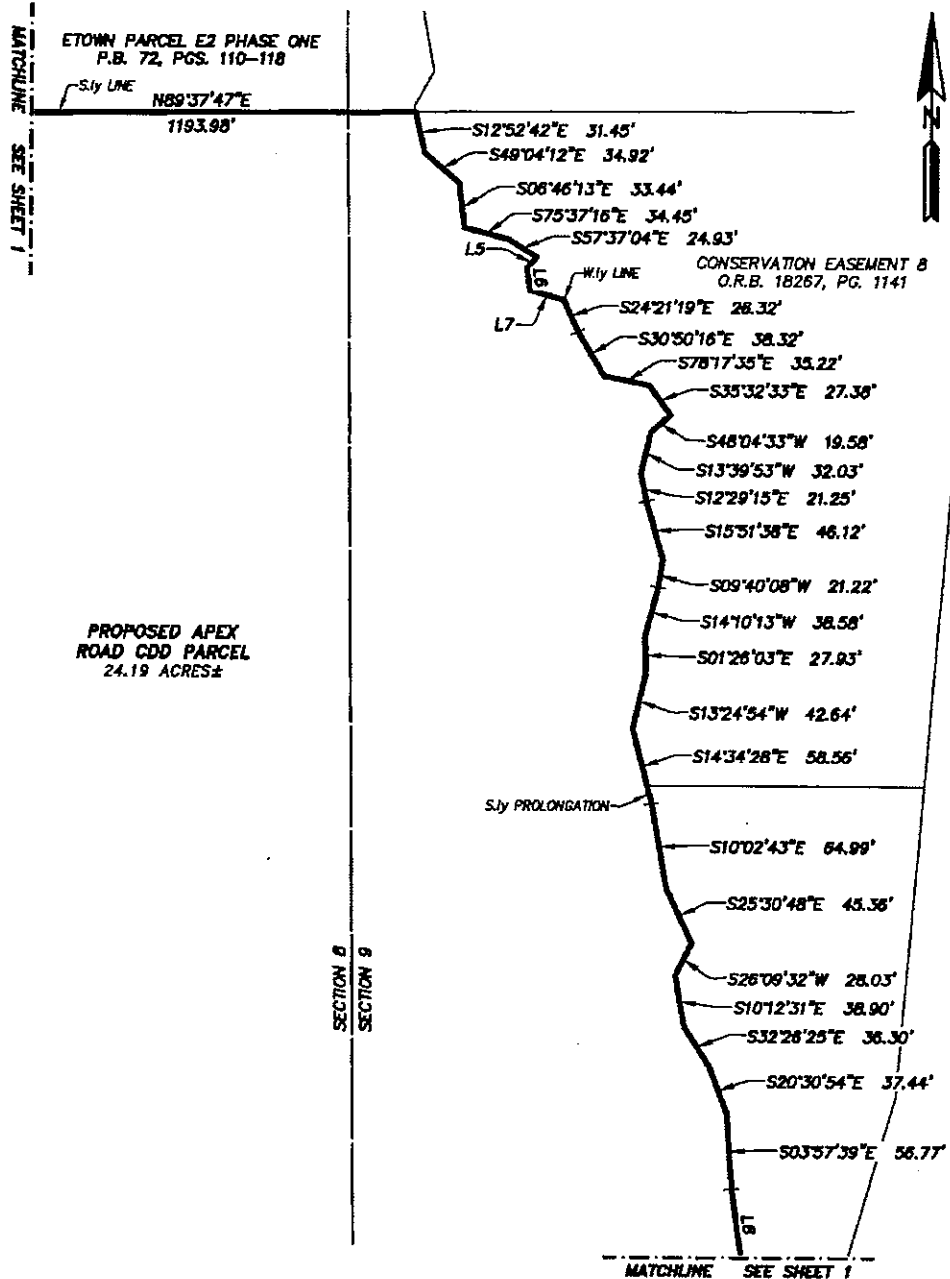 MATCHLINE SEE SHEET 1
ETOWN PARCEL E2 PHASE ONE
P.B. 72, PGS. 110-118
S.ly LINE
N89°37'47"E
1193.98'
N
S12°52'42"E 31.45'
S49°04'12"E 34.92'
S06°46'13"E 33.44'
S75°37'16"E 34.45'
S57°37'04"E 24.93'
L5
L6
W.ly LINE
CONSERVATION EASEMENT 8
O.R.B. 18267, PG. 1141
L7
S24°21'19"E 26.32'
S30°50'16"E 38.32'
S78°17'35"E 35.22'
S35°32'33"E 27.38'
S48°04'33"W 19.58'
S13°39'53"W 32.03'
S12°29'15"E 21.25'
S15°51'38"E 46.12'
S09°40'08"W 21.22'
S14°10'13"W 38.58'
PROPOSED APEX
ROAD CDD PARCEL
24.19 ACRES±
S01°26'03"E 27.93'
S13°24'54"W 42.64'
S14°34'28"E 58.56'
S.ly PROLONGATION
S10°02'43"E 64.99'
S25°30'48"E 45.36'
SECTION 8
SECTION 9
S26°09'32"W 28.03'
S10°12'31"E 38.90'
S32°26'25"E 36.30'
S20°30'54"E 37.44'
S03°57'39"E 56.77'
L8
MATCHLINE SEE SHEET 1